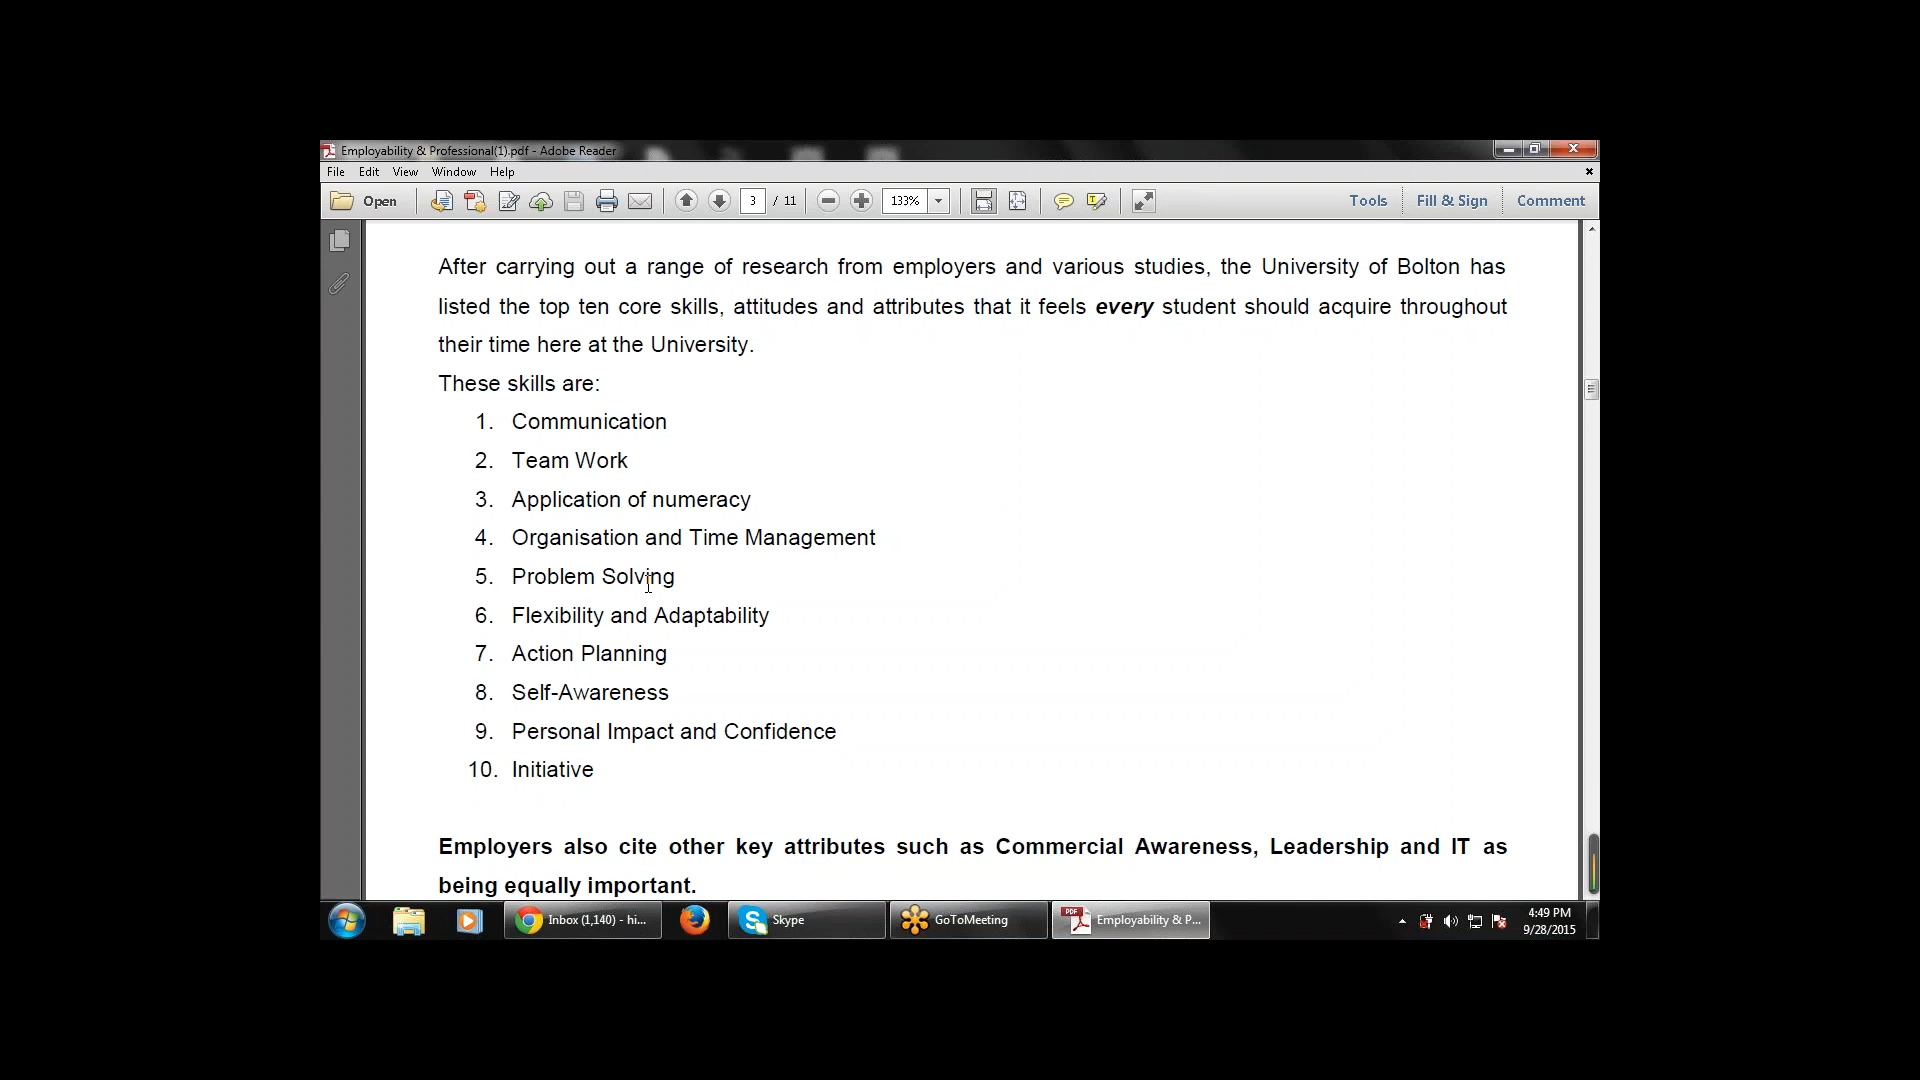 Employability & Professional(1).pdf - Adobe Reader
File Edit View Window Help
Open 3 / 11 133% Tools Fill & Sign Comment
After carrying out a range of research from employers and various studies, the University of Bolton has
listed the top ten core skills, attitudes and attributes that it feels every student should acquire throughout
their time here at the University.
These skills are:
1. Communication
2. Team Work
3. Application of numeracy
4. Organisation and Time Management
5. Problem Solving
6. Flexibility and Adaptability
7. Action Planning
8. Self-Awareness
9. Personal Impact and Confidence
10. Initiative
Employers also cite other key attributes such as Commercial Awareness, Leadership and IT as
being equally important.
Inbox (1,140) - hi... Skype GoToMeeting PDF Employability & P... 4:49 PM
9/28/2015